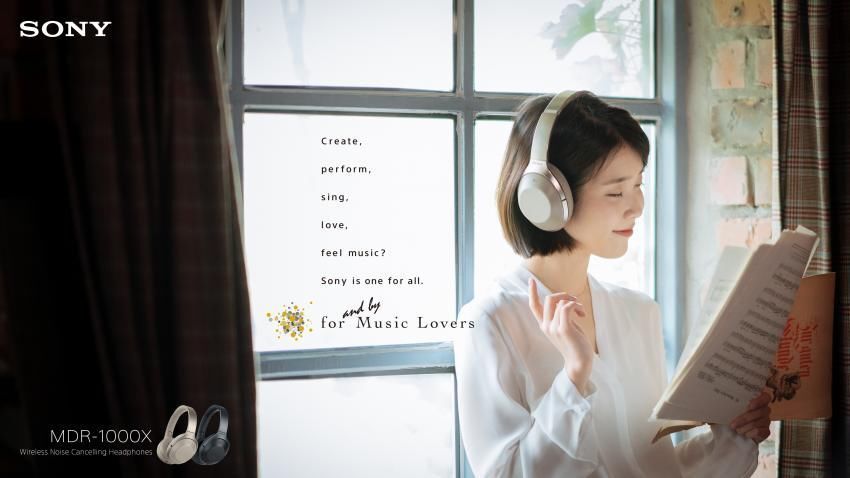 SONY
Create,
perform,
sing,
love,
feel music?
Sony is one for all.
and by
for Music Lovers
MDR-1000X
Wireless Noise Cancelling Headphones